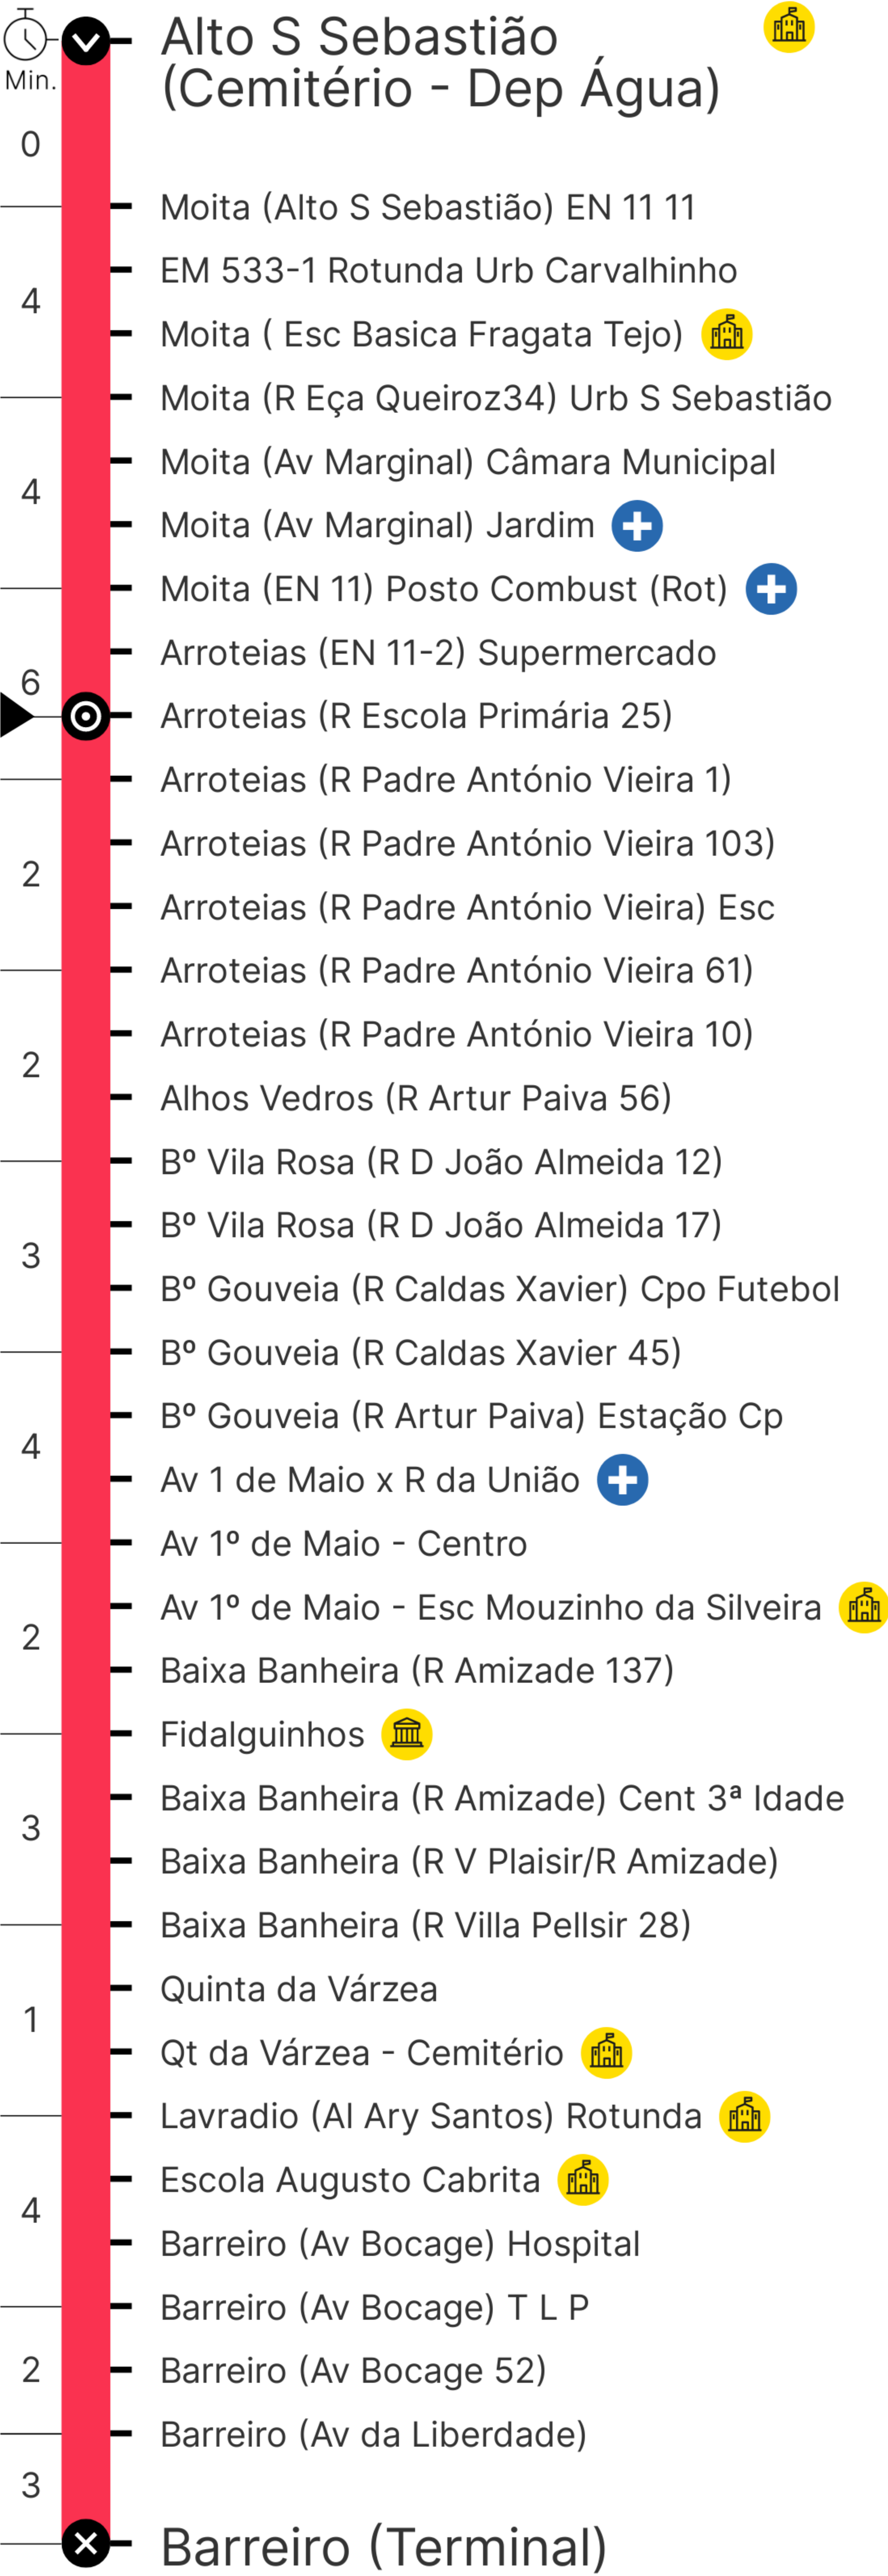 Alto S Sebastião
(Cemitério - Dep Água)
Min.
0
Moita (Alto S Sebastião) EN 11 11
EM 533-1 Rotunda Urb Carvalhinho
4
Moita ( Esc Basica Fragata Tejo)
Moita (R Eça Queiroz34) Urb S Sebastião
Moita (Av Marginal) Câmara Municipal
4
Moita (Av Marginal) Jardim
Moita (EN 11) Posto Combust (Rot)
Arroteias (EN 11-2) Supermercado
6
Arroteias (R Escola Primária 25)
Arroteias (R Padre António Vieira 1)
Arroteias (R Padre António Vieira 103)
2
Arroteias (R Padre António Vieira) Esc
Arroteias (R Padre António Vieira 61)
Arroteias (R Padre António Vieira 10)
2
Alhos Vedros (R Artur Paiva 56)
Bº Vila Rosa (R D João Almeida 12)
Bº Vila Rosa (R D João Almeida 17)
3
Bº Gouveia (R Caldas Xavier) Cpo Futebol
Bº Gouveia (R Caldas Xavier 45)
Bº Gouveia (R Artur Paiva) Estação Cp
4
Av 1 de Maio x R da União
Av 1º de Maio - Centro
Av 1º de Maio - Esc Mouzinho da Silveira
2
Baixa Banheira (R Amizade 137)
Fidalguinhos
Baixa Banheira (R Amizade) Cent 3ª Idade
3
Baixa Banheira (R V Plaisir/R Amizade)
Baixa Banheira (R Villa Pellsir 28)
Quinta da Várzea
1
Qt da Várzea - Cemitério
Lavradio (Al Ary Santos) Rotunda
Escola Augusto Cabrita
4
Barreiro (Av Bocage) Hospital
Barreiro (Av Bocage) T L P
2
Barreiro (Av Bocage 52)
Barreiro (Av da Liberdade)
3
Barreiro (Terminal)